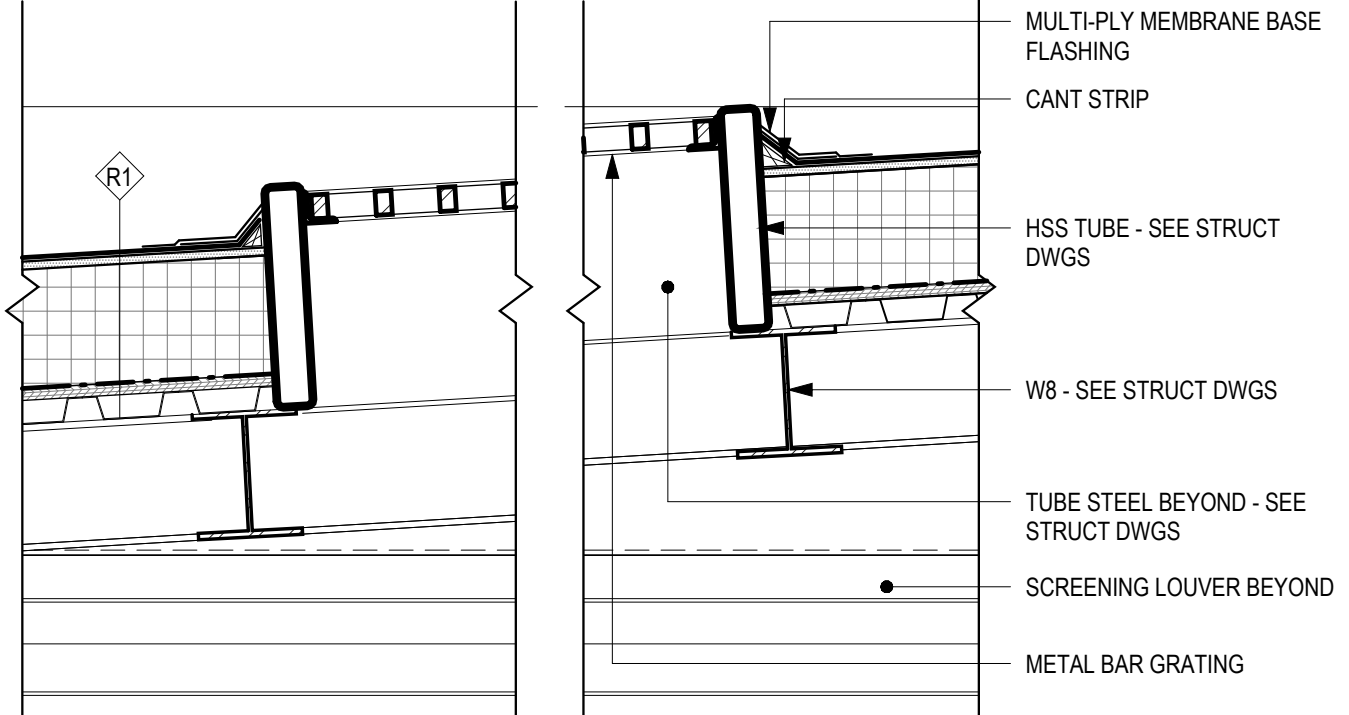 MULTI-PLY MEMBRANE BASE
FLASHING
CANT STRIP
R1
HSS TUBE - SEE STRUCT
DWGS
W8 - SEE STRUCT DWGS
TUBE STEEL BEYOND - SEE
STRUCT DWGS
SCREENING LOUVER BEYOND
METAL BAR GRATING